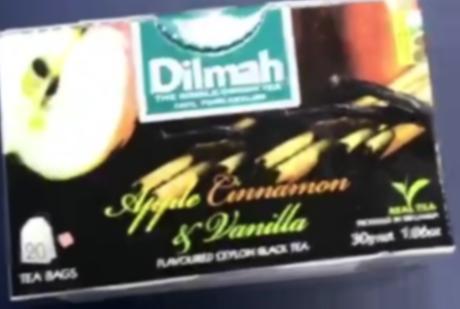 Dilmah
THE SINGLE ORIGIN TEA
100% PURE CEYLON
Apple Cinnamon
& Vanilla
FLAVOURED CEYLON BLACK TEA
20
TEA BAGS
REAL TEA
30g net 1.06oz